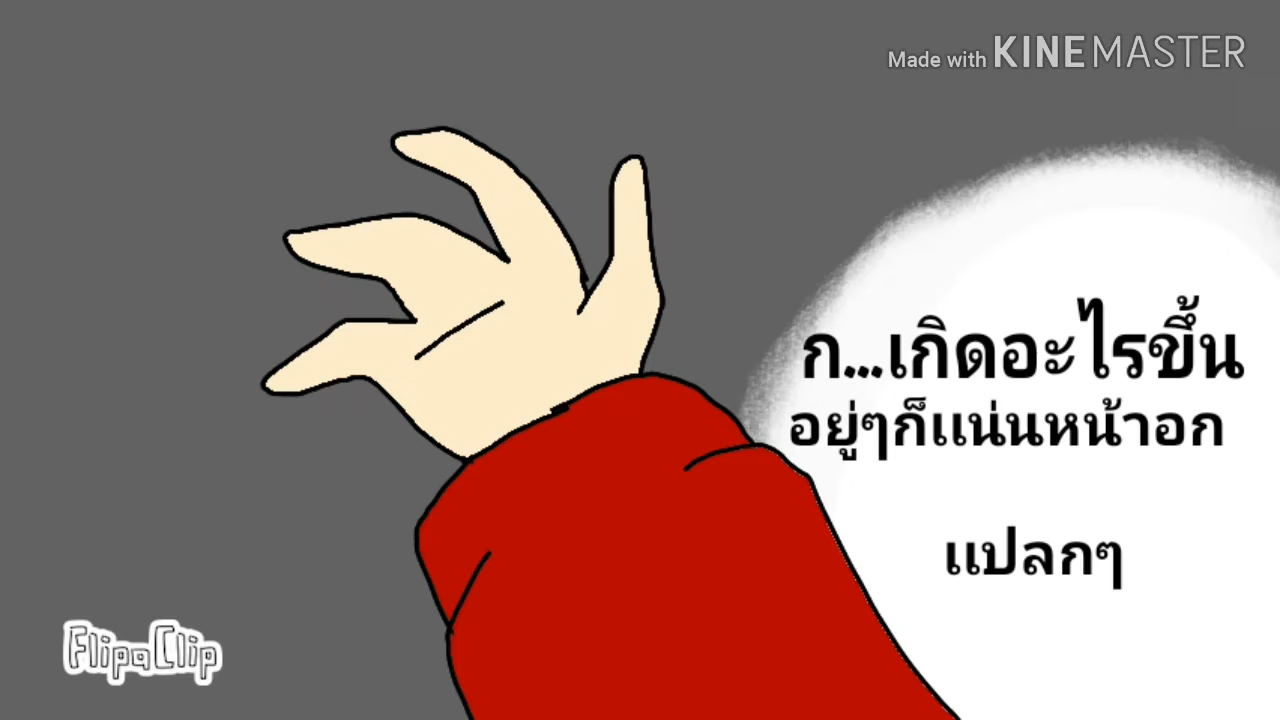 Made with KINEMASTER
ก...เกิดอะไรขึ้น
อยู่ๆก็แน่นหน้าอก
แปลกๆ
FlipaClip